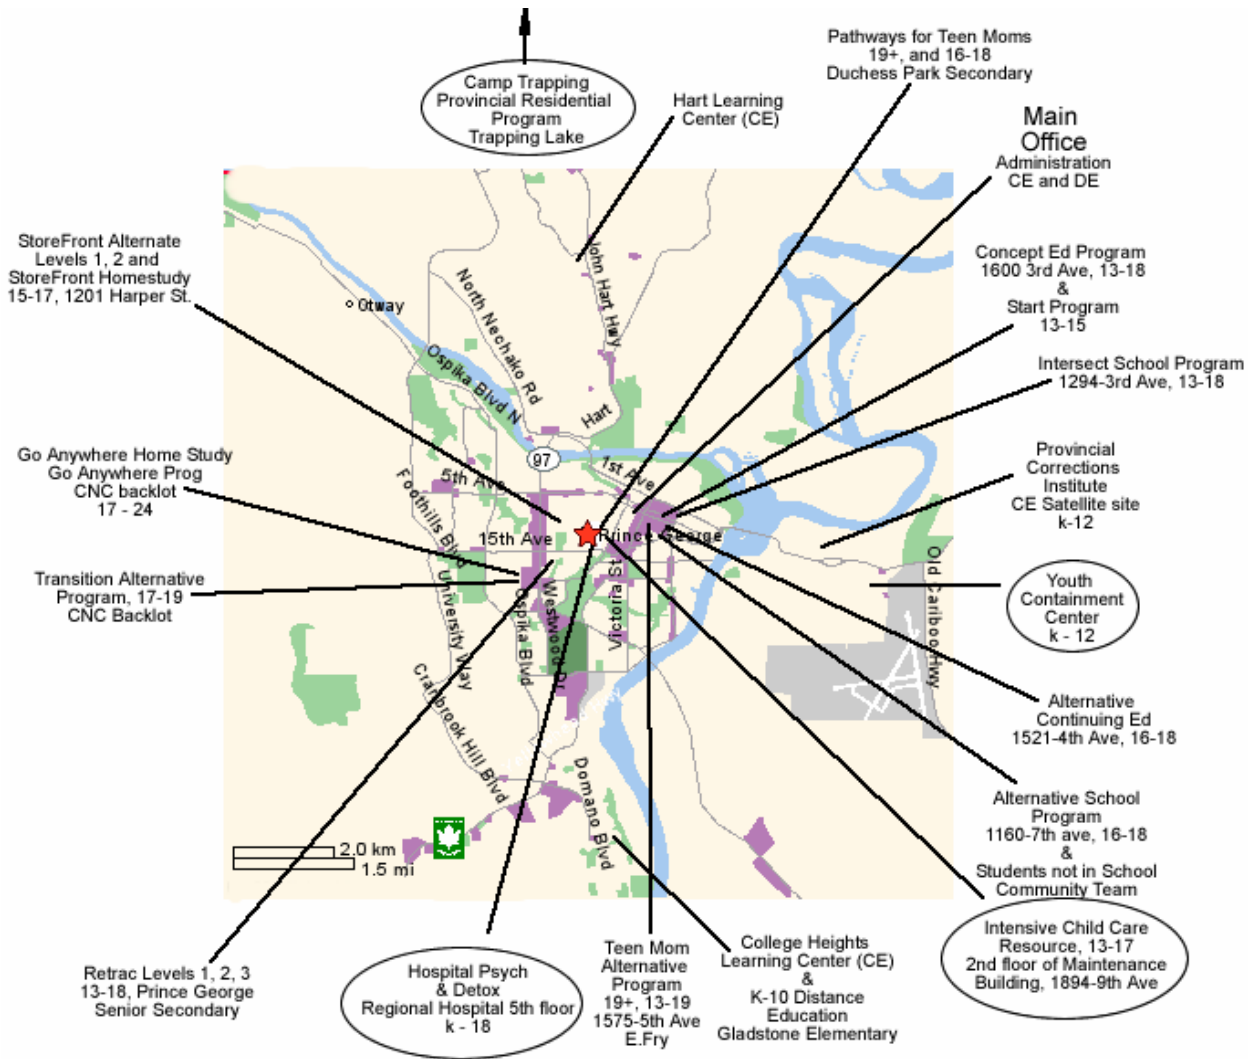 Camp Trapping
Provincial Residential
Program
Trapping Lake
Hart Learning
Center (CE)
Pathways for Teen Moms
19+, and 16-18
Duchess Park Secondary
Main
Office
Administration
CE and DE
StoreFront Alternate
Levels 1, 2 and
StoreFront Homestudy
15-17, 1201 Harper St.
Concept Ed Program
1600 3rd Ave, 13-18
&
Start Program
13-15
Intersect School Program
1294-3rd Ave, 13-18
Go Anywhere Home Study
Go Anywhere Prog
CNC backlot
17 - 24
Provincial
Corrections
Institute
CE Satellite site
k-12
Transition Alternative
Program, 17-19
CNC Backlot
Youth
Containment
Center
k - 12
Alternative
Continuing Ed
1521-4th Ave, 16-18
Alternative School
Program
1160-7th ave, 16-18
&
Students not in School
Community Team
Intensive Child Care
Resource, 13-17
2nd floor of Maintenance
Building, 1894-9th Ave
Retrac Levels 1, 2, 3
13-18, Prince George
Senior Secondary
Hospital Psych
& Detox
Regional Hospital 5th floor
k - 18
Teen Mom
Alternative
Program
19+, 13-19
1575-5th Ave
E.Fry
College Heights
Learning Center (CE)
&
K-10 Distance
Education
Gladstone Elementary
Otway
North Nechako Rd
John Hart Hwy
Ospika Blvd N
Hart
97
1st Ave
5th Ave
Foothills Blvd
15th Ave
Prince George
University Way
Ospika Blvd
Westwood Dr
Victoria St
Old Cariboo Hwy
Cranbrook Hill Blvd
Domano Blvd
2.0 km
1.5 mi